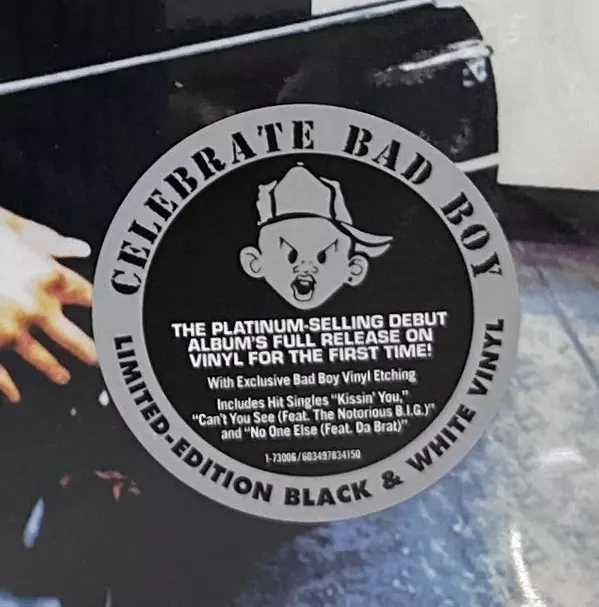 CELEBRATE BAD BOY
THE PLATINUM-SELLING DEBUT
ALBUM'S FULL RELEASE ON
VINYL FOR THE FIRST TIME!
With Exclusive Bad Boy Vinyl Etching
Includes Hit Singles "Kissin' You,"
"Can't You See (Feat. The Notorious B.I.G.)"
and "No One Else (Feat. Da Brat)"
1-73006/603497834150
LIMITED-EDITION BLACK & WHITE VINYL